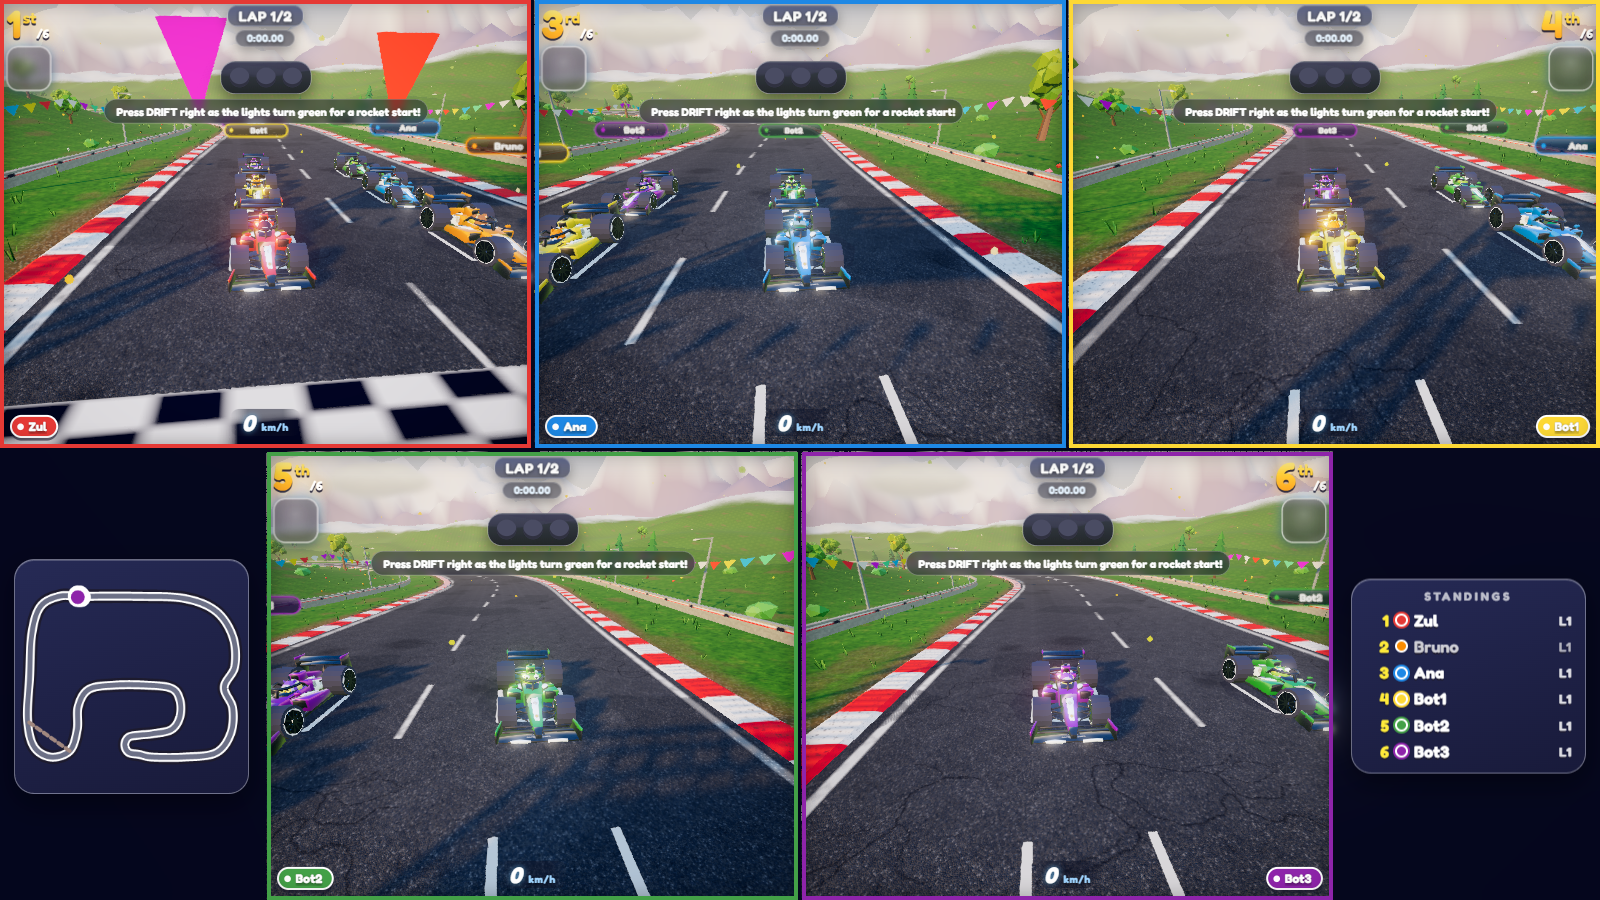 1st/6
LAP 1/2
0:00.00
Press DRIFT right as the lights turn green for a rocket start!
Bot1
Ana
Bruno
Zul
0 km/h
3rd/6
LAP 1/2
0:00.00
Press DRIFT right as the lights turn green for a rocket start!
Bot3
Bot2
Ana
0 km/h
4th/6
LAP 1/2
0:00.00
Press DRIFT right as the lights turn green for a rocket start!
Bot3
Bot2
Ana
0 km/h
Bot1
5th/6
LAP 1/2
0:00.00
Press DRIFT right as the lights turn green for a rocket start!
Bot2
0 km/h
6th/6
LAP 1/2
0:00.00
Press DRIFT right as the lights turn green for a rocket start!
Bot2
0 km/h
Bot3
STANDINGS
1 Zul L1
2 Bruno L1
3 Ana L1
4 Bot1 L1
5 Bot2 L1
6 Bot3 L1